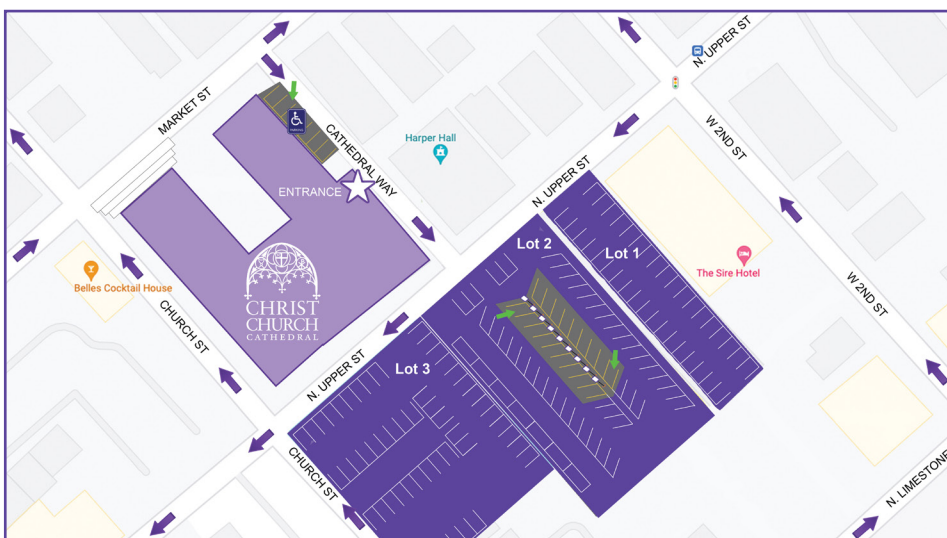 N. UPPER ST
MARKET ST
CATHEDRAL WAY
Harper Hall
W 2ND ST
ENTRANCE
N. UPPER ST
Lot 2
Lot 1
The Sire Hotel
Belles Cocktail House
CHRIST
CHURCH
CATHEDRAL
CHURCH ST
W 2ND ST
N. UPPER ST
Lot 3
CHURCH ST
N. LIMESTONE